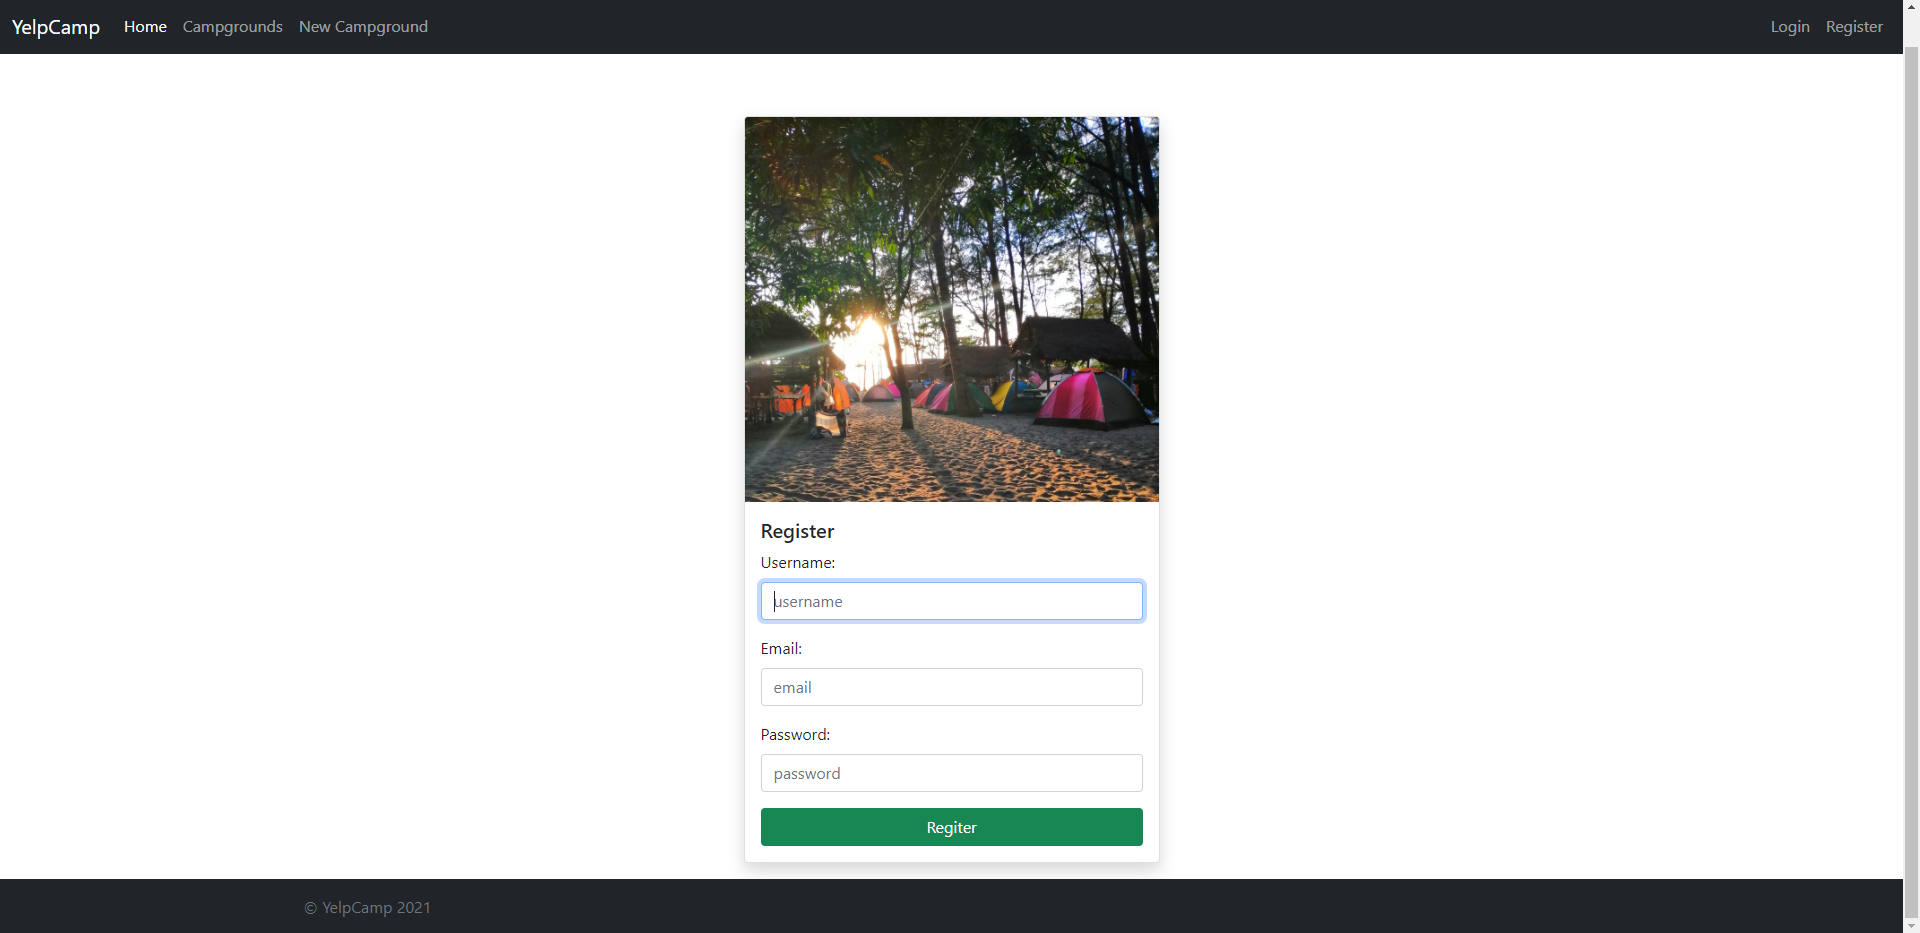 YelpCamp Home Campgrounds New Campground Login Register
Register
Username:
username
Email:
email
Password:
password
Regiter
© YelpCamp 2021